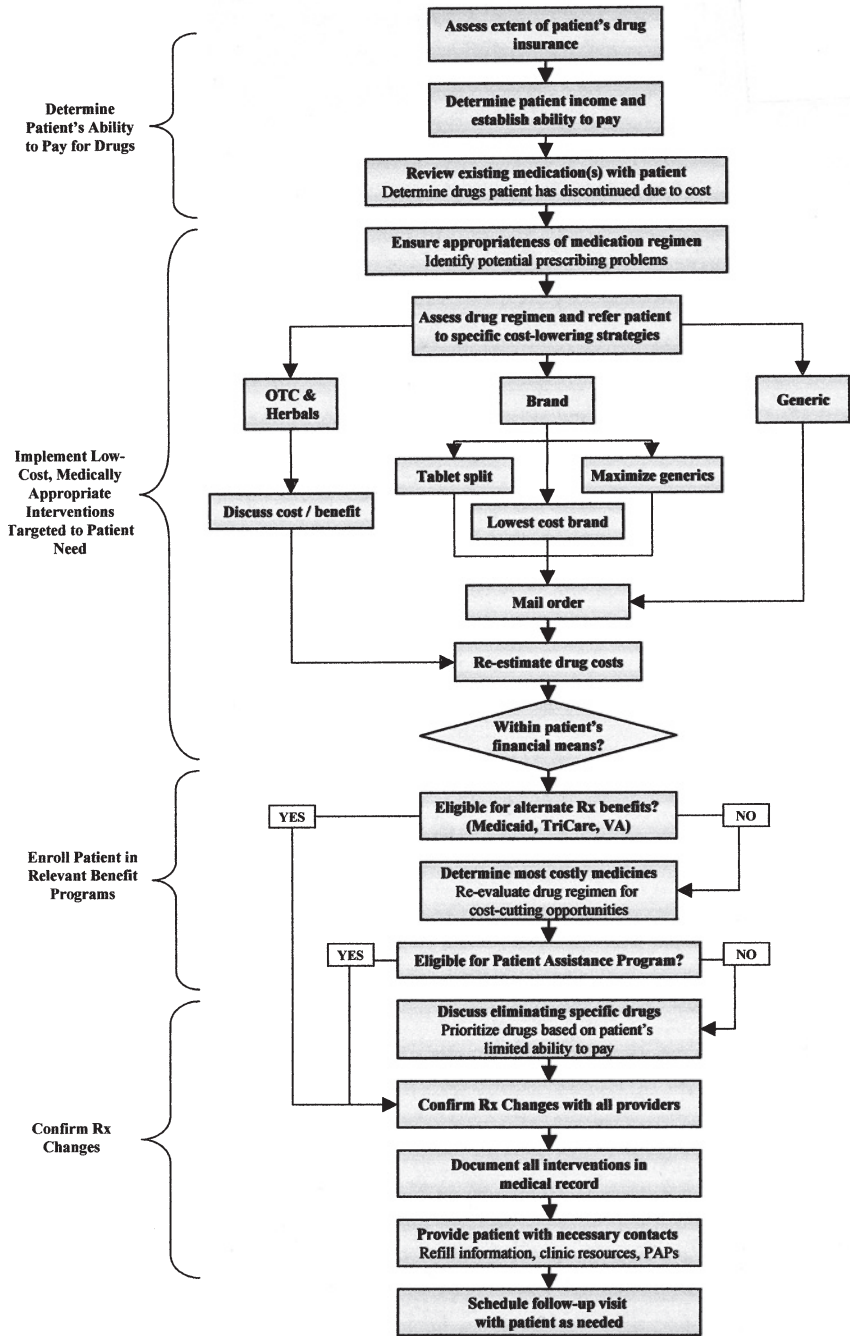 Assess extent of patient's drug
insurance
Determine
Patient's Ability
to Pay for Drugs
Determine patient income and
establish ability to pay
Review existing medication(s) with patient
Determine drugs patient has discontinued due to cost
Ensure appropriateness of medication regimen
Identify potential prescribing problems
Assess drug regimen and refer patient
to specific cost-lowering strategies
OTC &
Herbals
Brand
Generic
Implement Low-
Cost, Medically
Appropriate
Interventions
Targeted to Patient
Need
Tablet split
Maximize generics
Discuss cost / benefit
Lowest cost brand
Mail order
Re-estimate drug costs
Within patient's
financial means?
Enroll Patient in
Relevant Benefit
Programs
YES
Eligible for alternate Rx benefits?
(Medicaid, TriCare, VA)
NO
Determine most costly medicines
Re-evaluate drug regimen for
cost-cutting opportunities
YES
Eligible for Patient Assistance Program?
NO
Discuss eliminating specific drugs
Prioritize drugs based on patient's
limited ability to pay
Confirm Rx
Changes
Confirm Rx Changes with all providers
Document all interventions in
medical record
Provide patient with necessary contacts
Refill information, clinic resources, PAPs
Schedule follow-up visit
with patient as needed